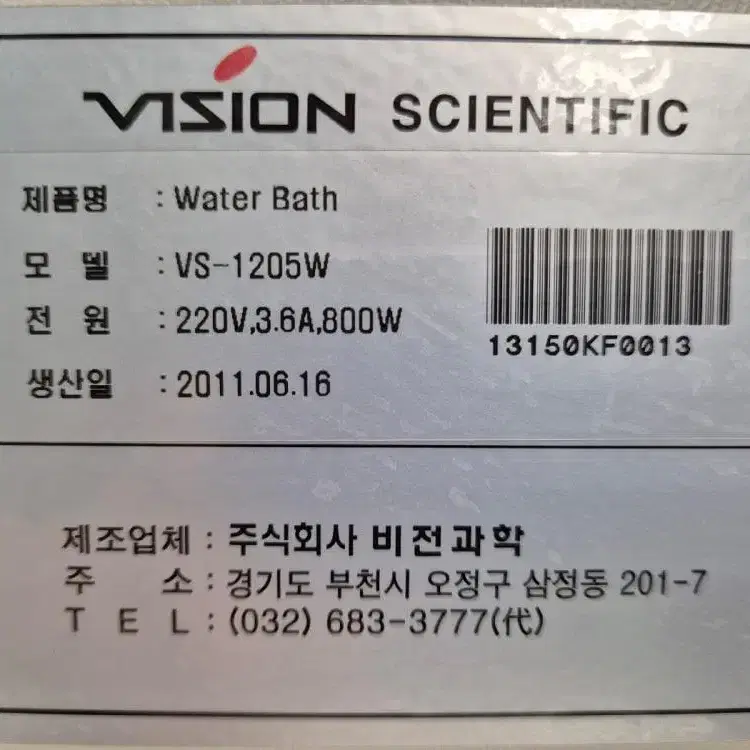 VISION SCIENTIFIC
제품명 : Water Bath
모 델 : VS-1205W
전 원 : 220V,3.6A,800W
생산일 : 2011.06.16
13150KF0013
제조업체 : 주식회사 비전과학
주 소 : 경기도 부천시 오정구 삼정동 201-7
T E L : (032) 683-3777(代)